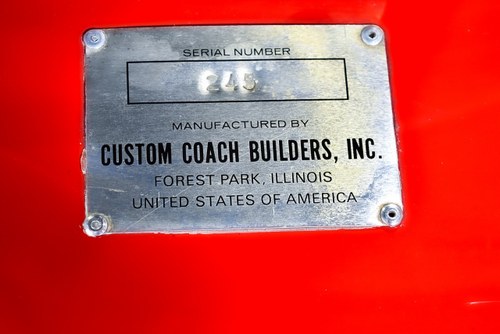 SERIAL NUMBER
245
MANUFACTURED BY
CUSTOM COACH BUILDERS, INC.
FOREST PARK, ILLINOIS
UNITED STATES OF AMERICA